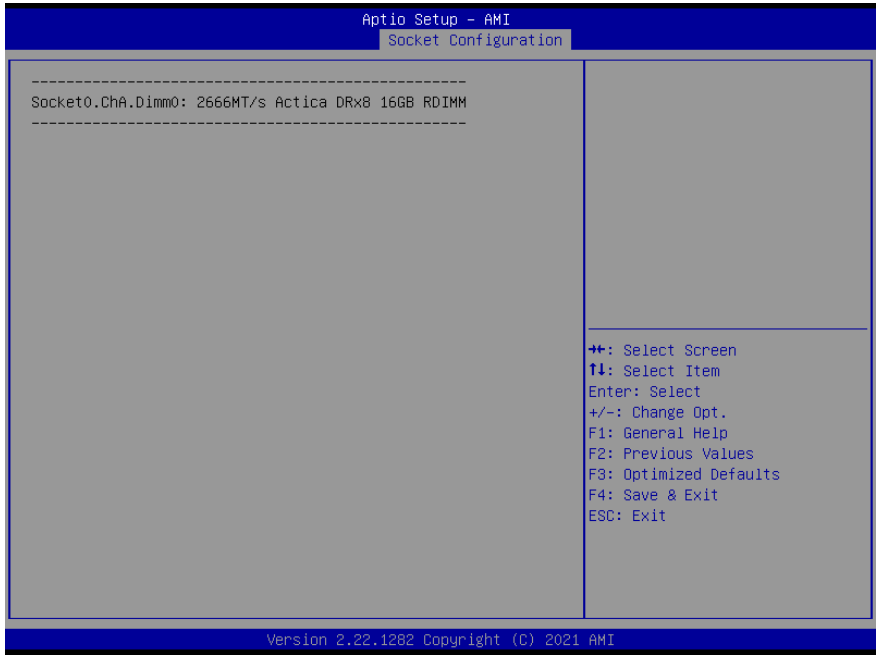 Aptio Setup – AMI
Socket Configuration
--------------------------------------------------
Socket0.ChA.Dimm0: 2666MT/s Actica DRx8 16GB RDIMM
--------------------------------------------------
→←: Select Screen
↑↓: Select Item
Enter: Select
+/-: Change Opt.
F1: General Help
F2: Previous Values
F3: Optimized Defaults
F4: Save & Exit
ESC: Exit
Version 2.22.1282 Copyright (C) 2021 AMI